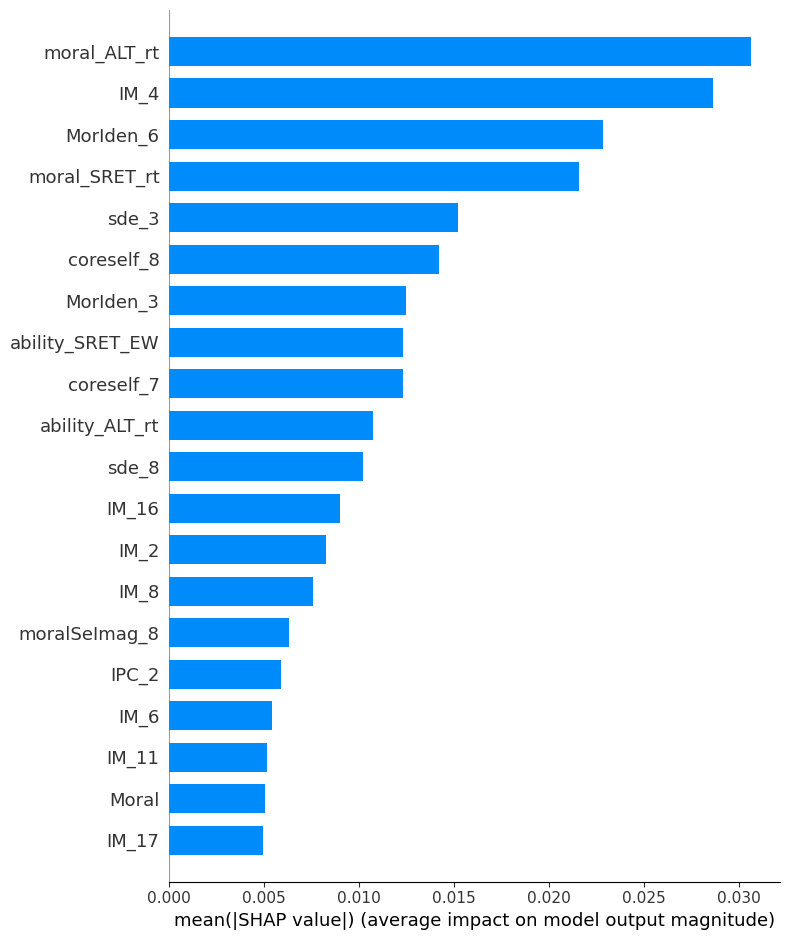 moral_ALT_rt
IM_4
MorIden_6
moral_SRET_rt
sde_3
coreself_8
MorIden_3
ability_SRET_EW
coreself_7
ability_ALT_rt
sde_8
IM_16
IM_2
IM_8
moralSeImag_8
IPC_2
IM_6
IM_11
Moral
IM_17
0.000 0.005 0.010 0.015 0.020 0.025 0.030
mean(|SHAP value|) (average impact on model output magnitude)